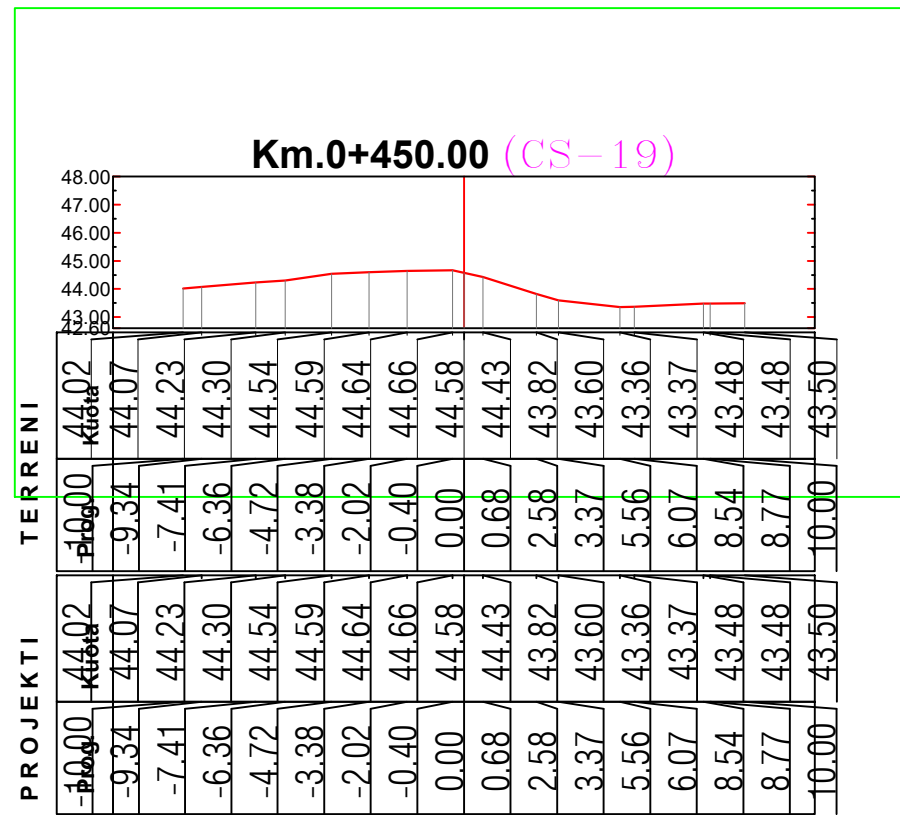 Km.0+450.00 (CS-19)
48.00
47.00
46.00
45.00
44.00
43.00
42.60
TERRENI
Kuota
44.02 44.07 44.23 44.30 44.54 44.59 44.64 44.66 44.58 44.43 43.82 43.60 43.36 43.37 43.48 43.48 43.50
Prog.
-10.00 -9.34 -7.41 -6.36 -4.72 -3.38 -2.02 -0.40 0.00 0.68 2.58 3.37 5.56 6.07 8.54 8.77 10.00
PROJEKTI
Kuota
44.02 44.07 44.23 44.30 44.54 44.59 44.64 44.66 44.58 44.43 43.82 43.60 43.36 43.37 43.48 43.48 43.50
Prog.
-10.00 -9.34 -7.41 -6.36 -4.72 -3.38 -2.02 -0.40 0.00 0.68 2.58 3.37 5.56 6.07 8.54 8.77 10.00